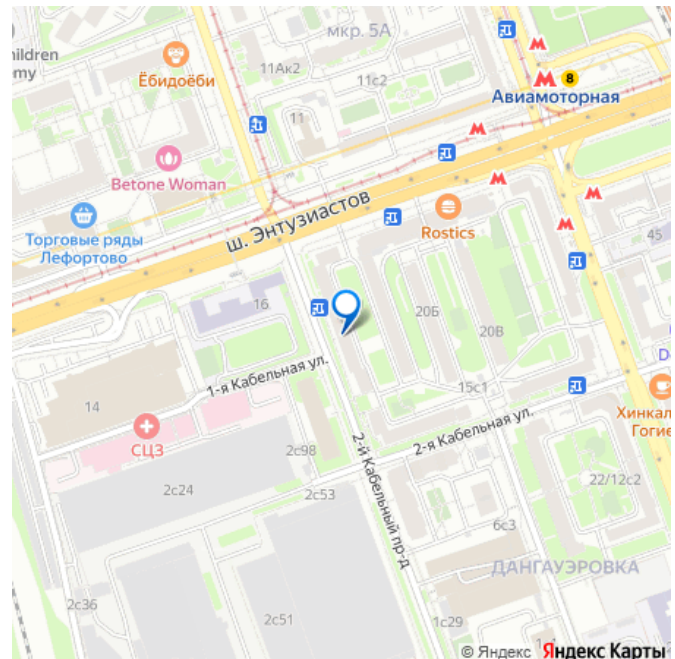 мкр. 5А
hildren
emy
Ёбидоёби
11Ак2
11с2
8
Авиамоторная
11
Betone Woman
ш. Энтузиастов
Rostics
Торговые ряды
Лефортово
45
16
20Б
20В
1-я Кабельная ул.
15с1
14
Хинкал
Гогие
СЦЗ
2с98
2-я Кабельная ул.
2-й Кабельный пр-д
2с24
2с53
22/12с2
6с3
ДАНГАУЭРОВКА
2с36
2с51
1с29
© Яндекс Яндекс Карты